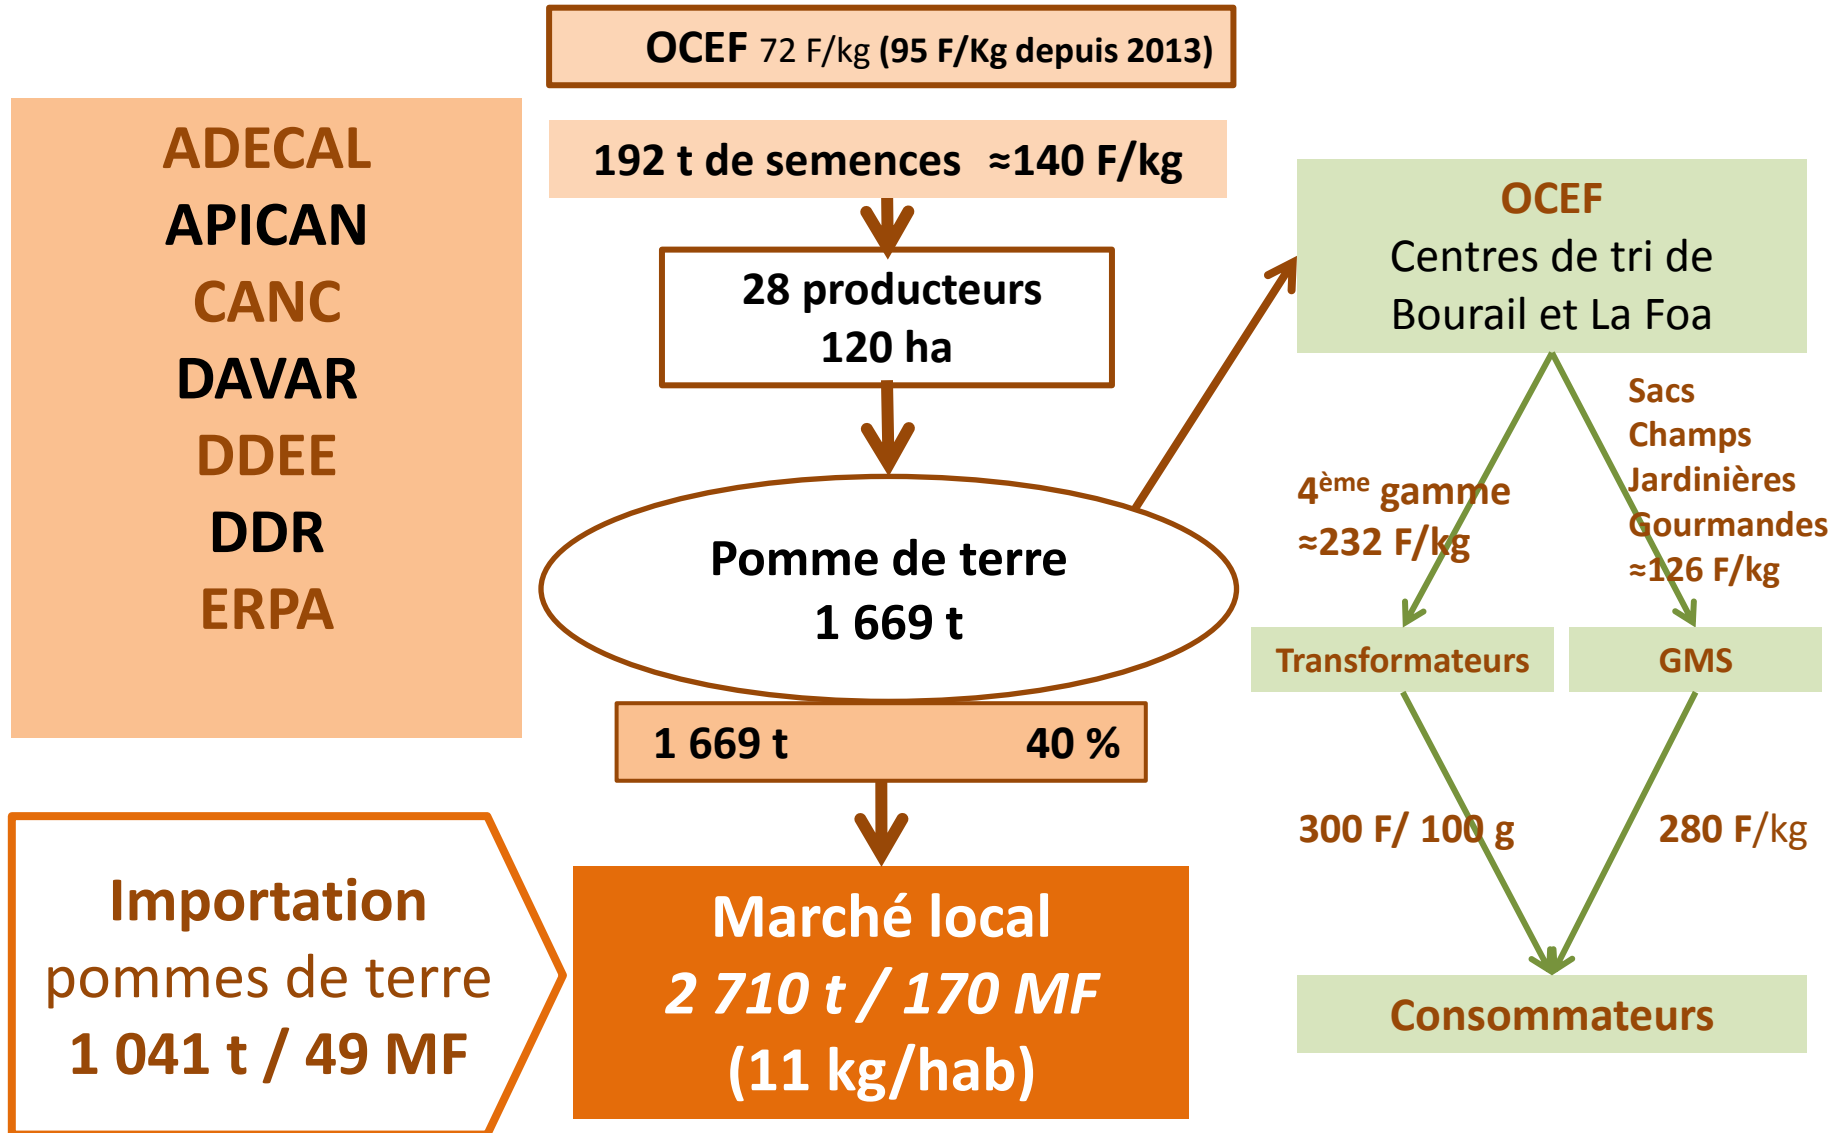 OCEF 72 F/kg (95 F/Kg depuis 2013)
192 t de semences ≈140 F/kg
28 producteurs
120 ha
Pomme de terre
1 669 t
1 669 t 40 %
ADECAL
APICAN
CANC
DAVAR
DDEE
DDR
ERPA
Importation
pommes de terre
1 041 t / 49 MF
Marché local
2 710 t / 170 MF
(11 kg/hab)
OCEF
Centres de tri de
Bourail et La Foa
4ème gamme
≈232 F/kg
Sacs
Champs
Jardinières
Gourmandes
≈126 F/kg
Transformateurs
GMS
300 F/ 100 g
280 F/kg
Consommateurs